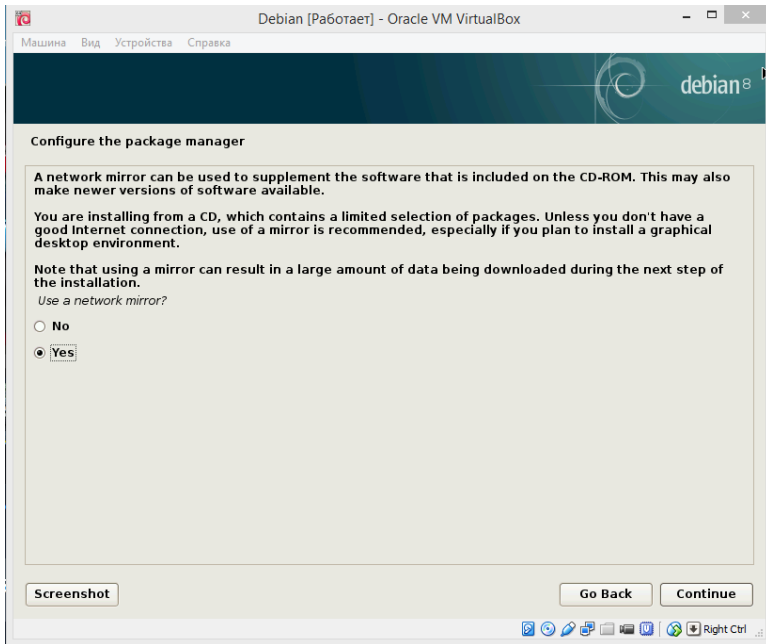 Debian [Работает] - Oracle VM VirtualBox
Машина Вид Устройства Справка
debian 8
Configure the package manager
A network mirror can be used to supplement the software that is included on the CD-ROM. This may also
make newer versions of software available.
You are installing from a CD, which contains a limited selection of packages. Unless you don't have a
good Internet connection, use of a mirror is recommended, especially if you plan to install a graphical
desktop environment.
Note that using a mirror can result in a large amount of data being downloaded during the next step of
the installation.
Use a network mirror?
No
Yes
Screenshot
Go Back
Continue
Right Ctrl